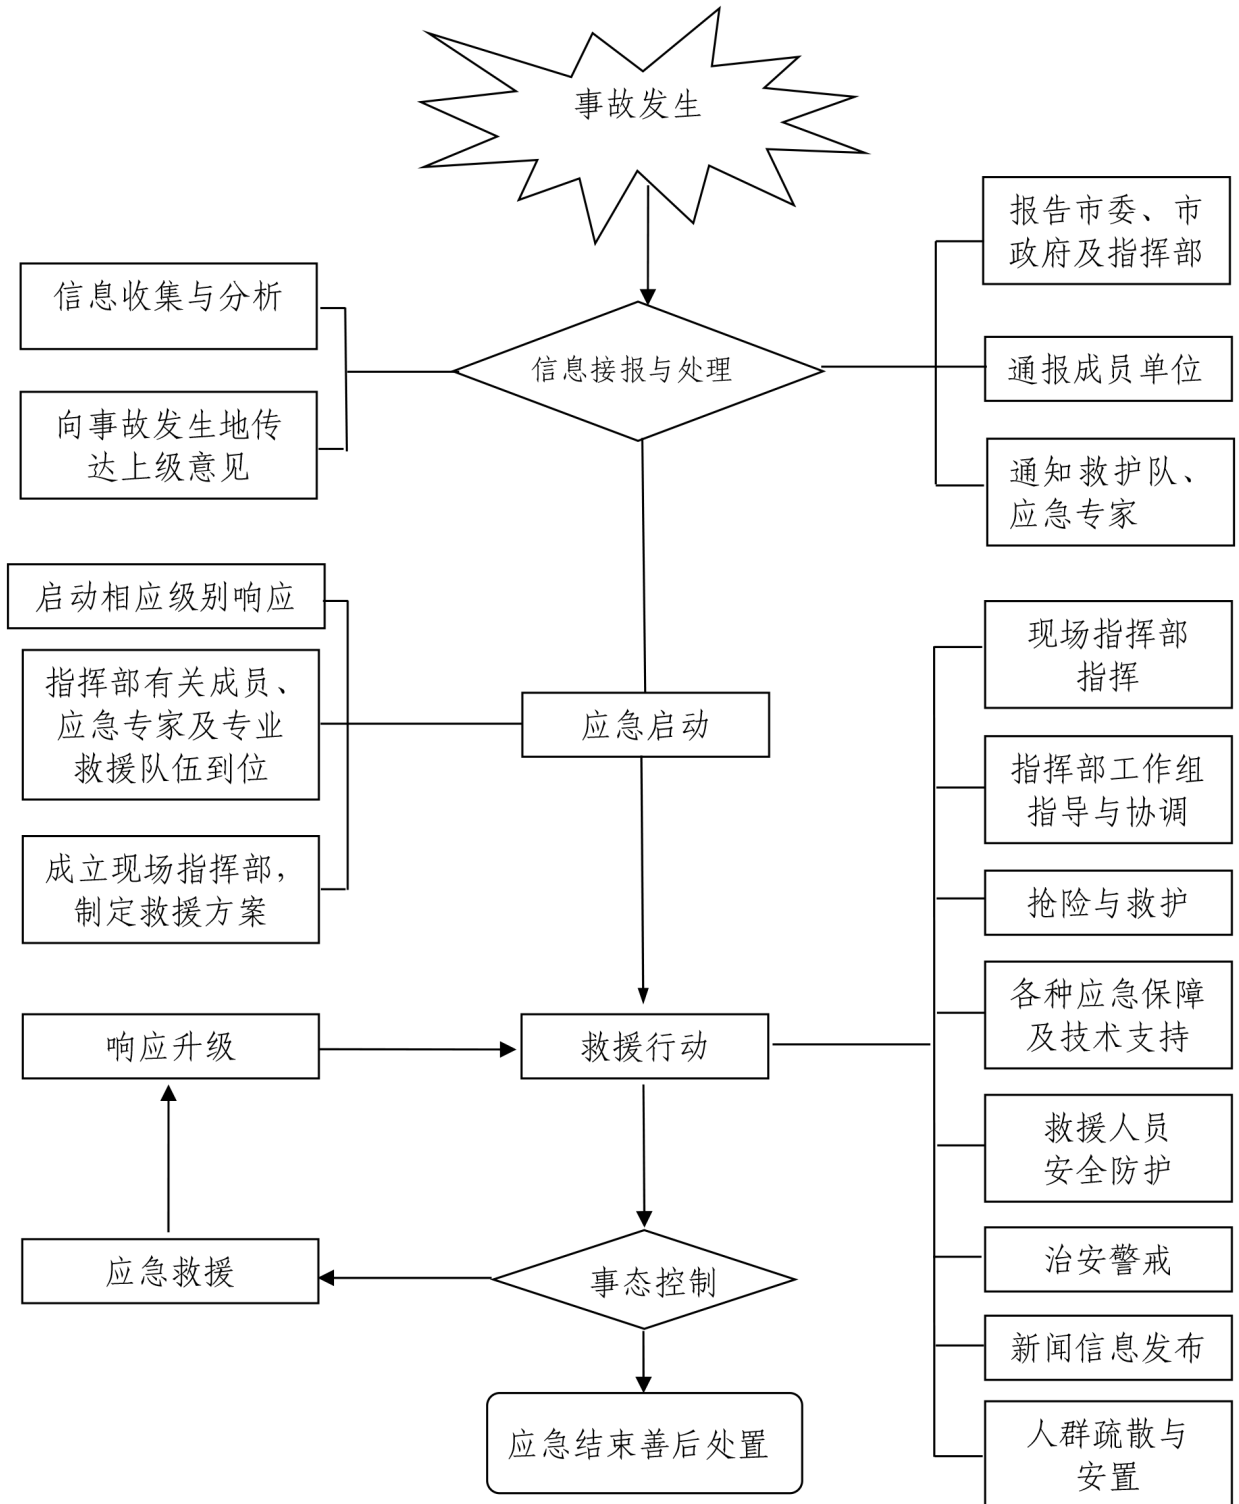 事故发生
报告市委、市
政府及指挥部
信息收集与分析
信息接报与处理
通报成员单位
向事故发生地传
达上级意见
通知救护队、
应急专家
启动相应级别响应
现场指挥部
指挥
指挥部有关成员、
应急专家及专业
救援队伍到位
应急启动
指挥部工作组
指导与协调
成立现场指挥部，
制定救援方案
抢险与救护
各种应急保障
及技术支持
响应升级
救援行动
救援人员
安全防护
应急救援
事态控制
治安警戒
新闻信息发布
应急结束善后处置
人群疏散与
安置